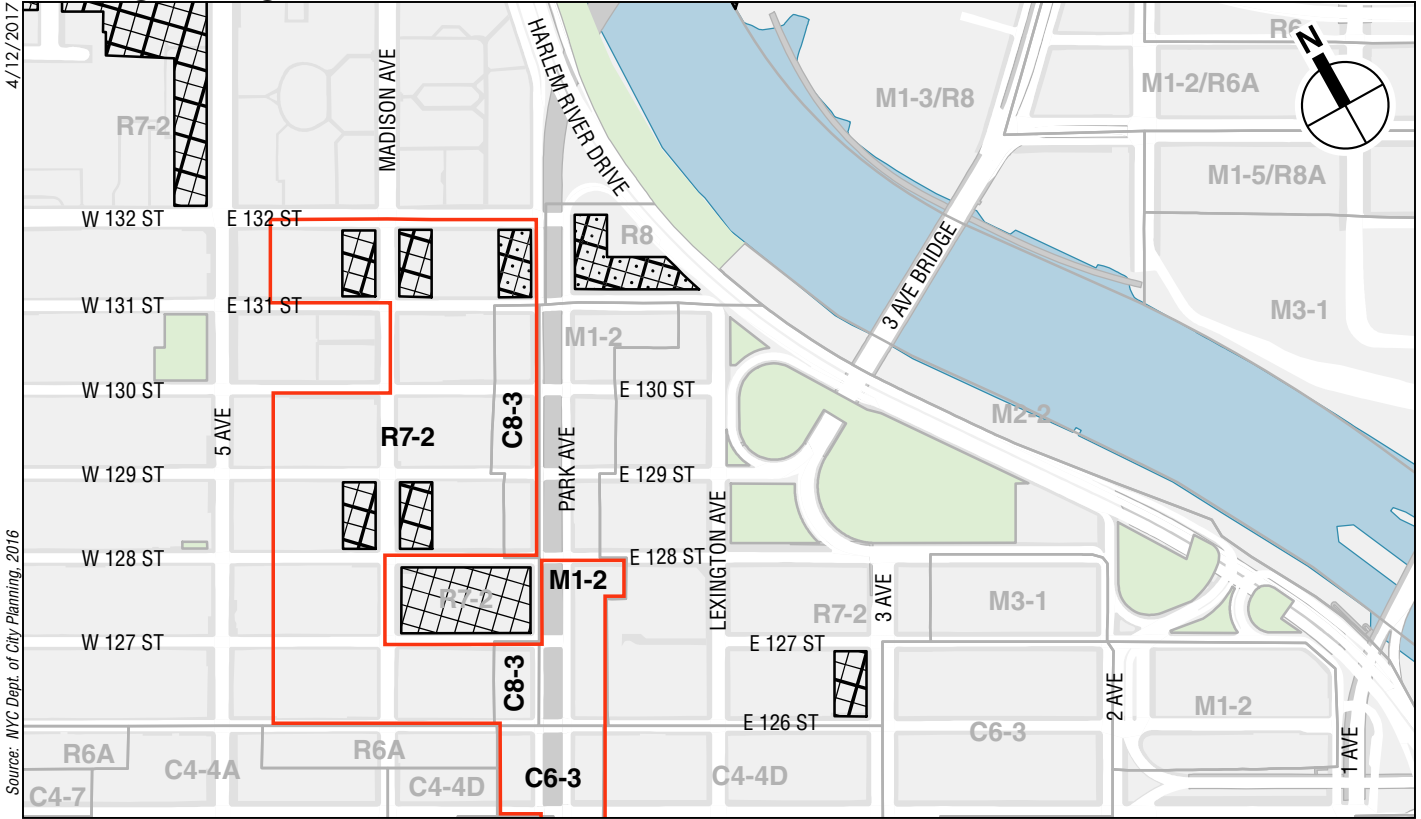 4/12/2017
R6
N
MADISON AVE
HARLEM RIVER DRIVE
M1-3/R8
M1-2/R6A
R7-2
M1-5/R8A
W 132 ST
E 132 ST
R8
3 AVE BRIDGE
W 131 ST
E 131 ST
M1-2
M3-1
W 130 ST
E 130 ST
C8-3
M2-2
5 AVE
R7-2
PARK AVE
W 129 ST
E 129 ST
LEXINGTON AVE
W 128 ST
E 128 ST
M1-2
R7-2
3 AVE
M3-1
R7-2
W 127 ST
E 127 ST
C8-3
2 AVE
M1-2
E 126 ST
C6-3
1 AVE
R6A
R6A
C4-4A
C6-3
C4-4D
C4-4D
C4-7
Source: NYC Dept. of City Planning, 2016